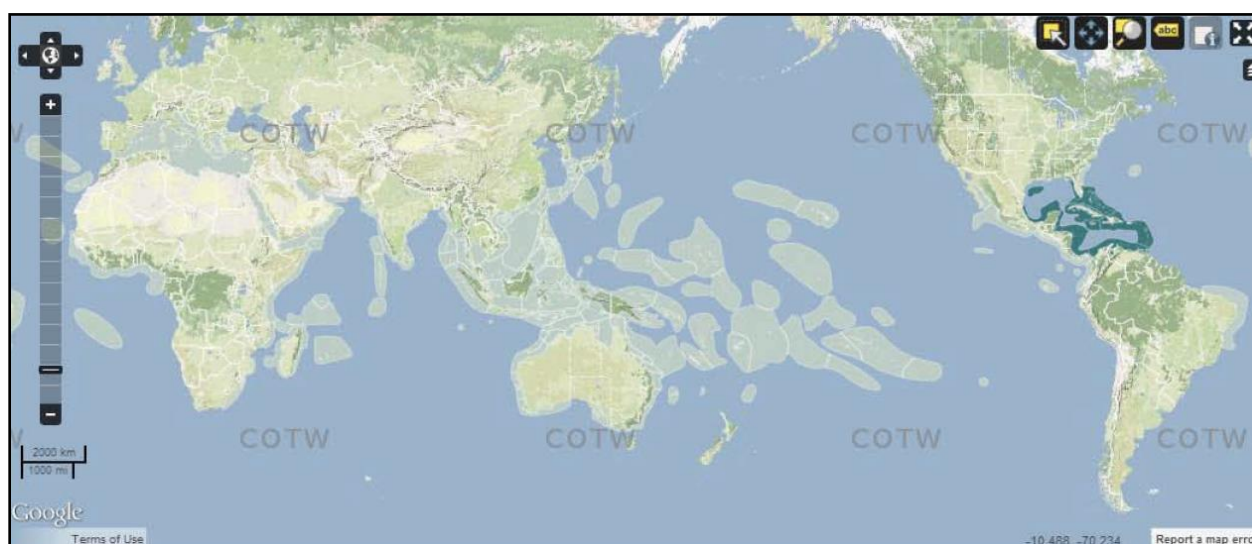 abc
i
COTW COTW COTW COTW
COTW COTW COTW COTW
2000 km
1000 mi
Google
Terms of Use
-10.488, -70.234
Report a map erro